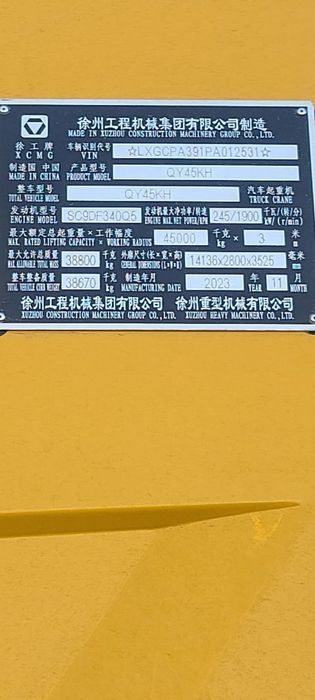 徐州工程机械集团有限公司制造
MADE IN XUZHOU CONSTRUCTION MACHINERY GROUP CO., LTD.
徐工牌 车辆识别代号 ☆LXGCPA391PA012531☆
XCMG VIN
制造国 中国 产品型号 QY45KH
MADE IN CHINA PRODUCT MODEL
整车型号 QY45KH 汽车起重机
TOTAL VEHICLE MODEL TRUCK CRANE
发动机型号 SC9DF340Q5 发动机最大净功率/转速 245/1900 千瓦/(转/分)
ENGINE MODEL ENGINE MAX. NET POWER/RPM kW/(r/min)
最大额定总起重量×工作幅度 45000 千克 × 3 米
MAX. RATED LIFTING CAPACITY × WORKING RADIUS kg m
最大允许总质量 38800 千克 外廓尺寸(长×宽×高) 14136x2800x3525 毫米
MAX ALLOWABLE TOTAL MASS kg GENERAL DIMENSIONS (L×W×H) mm
整车整备质量 38670 千克 制造年月 2023 年 11 月
TOTAL VEHICLE CURB WEIGHT kg MANUFACTURING DATE YEAR MONTH
徐州工程机械集团有限公司 徐州重型机械有限公司
XUZHOU CONSTRUCTION MACHINERY GROUP CO., LTD. XUZHOU HEAVY MACHINERY CO., LTD.